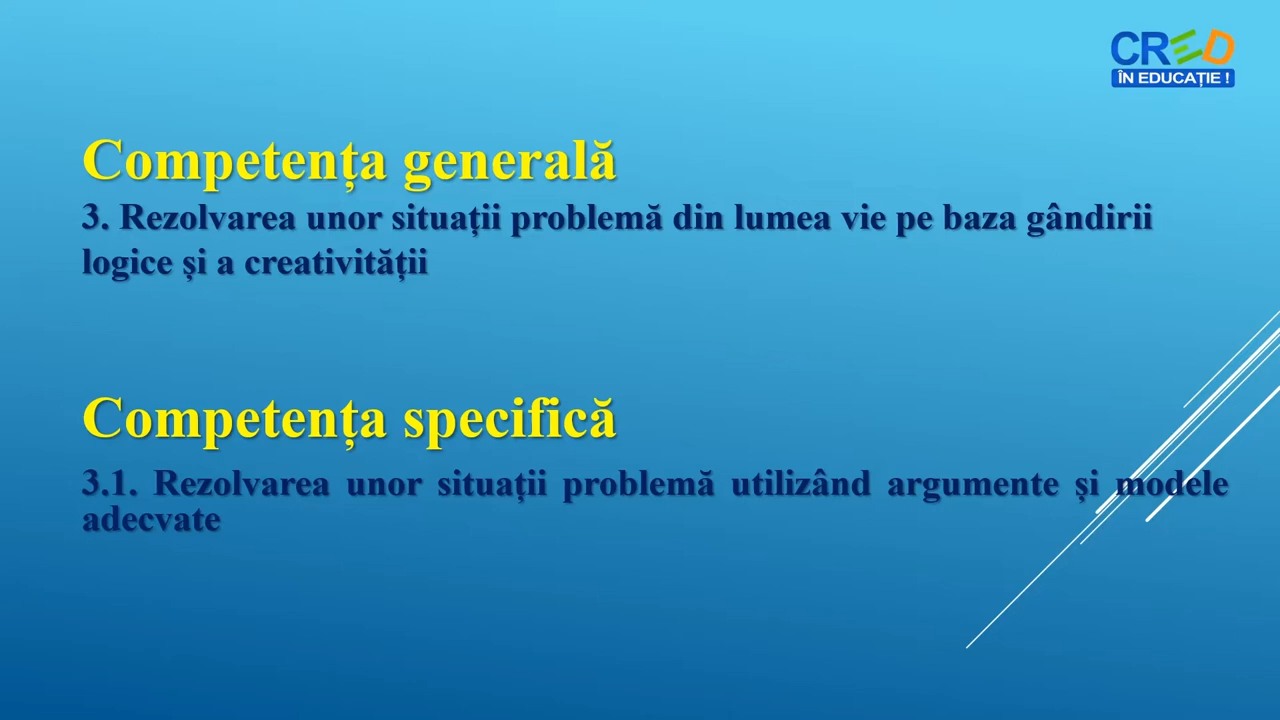 CRED
ÎN EDUCAȚIE !
Competența generală
3. Rezolvarea unor situații problemă din lumea vie pe baza gândirii
logice și a creativității
Competența specifică
3.1. Rezolvarea unor situații problemă utilizând argumente și modele
adecvate